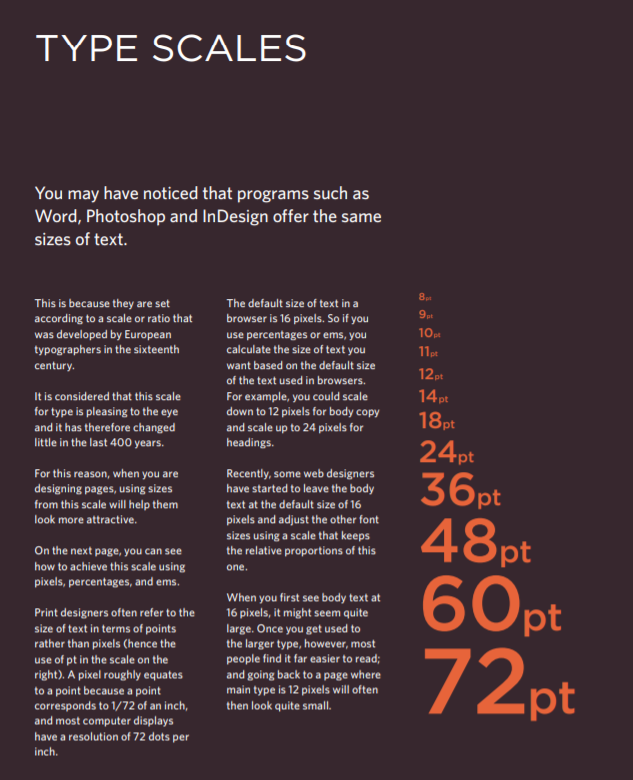 TYPE SCALES
You may have noticed that programs such as
Word, Photoshop and InDesign offer the same
sizes of text.
This is because they are set
according to a scale or ratio that
was developed by European
typographers in the sixteenth
century.
It is considered that this scale
for type is pleasing to the eye
and it has therefore changed
little in the last 400 years.
For this reason, when you are
designing pages, using sizes
from this scale will help them
look more attractive.
On the next page, you can see
how to achieve this scale using
pixels, percentages, and ems.
Print designers often refer to the
size of text in terms of points
rather than pixels (hence the
use of pt in the scale on the
right). A pixel roughly equates
to a point because a point
corresponds to 1/72 of an inch,
and most computer displays
have a resolution of 72 dots per
inch.
The default size of text in a
browser is 16 pixels. So if you
use percentages or ems, you
calculate the size of text you
want based on the default size
of the text used in browsers.
For example, you could scale
down to 12 pixels for body copy
and scale up to 24 pixels for
headings.
Recently, some web designers
have started to leave the body
text at the default size of 16
pixels and adjust the other font
sizes using a scale that keeps
the relative proportions of this
one.
When you first see body text at
16 pixels, it might seem quite
large. Once you get used to
the larger type, however, most
people find it far easier to read;
and going back to a page where
main type is 12 pixels will often
then look quite small.
8pt
9pt
10pt
11pt
12pt
14pt
18pt
24pt
36pt
48pt
60pt
72pt